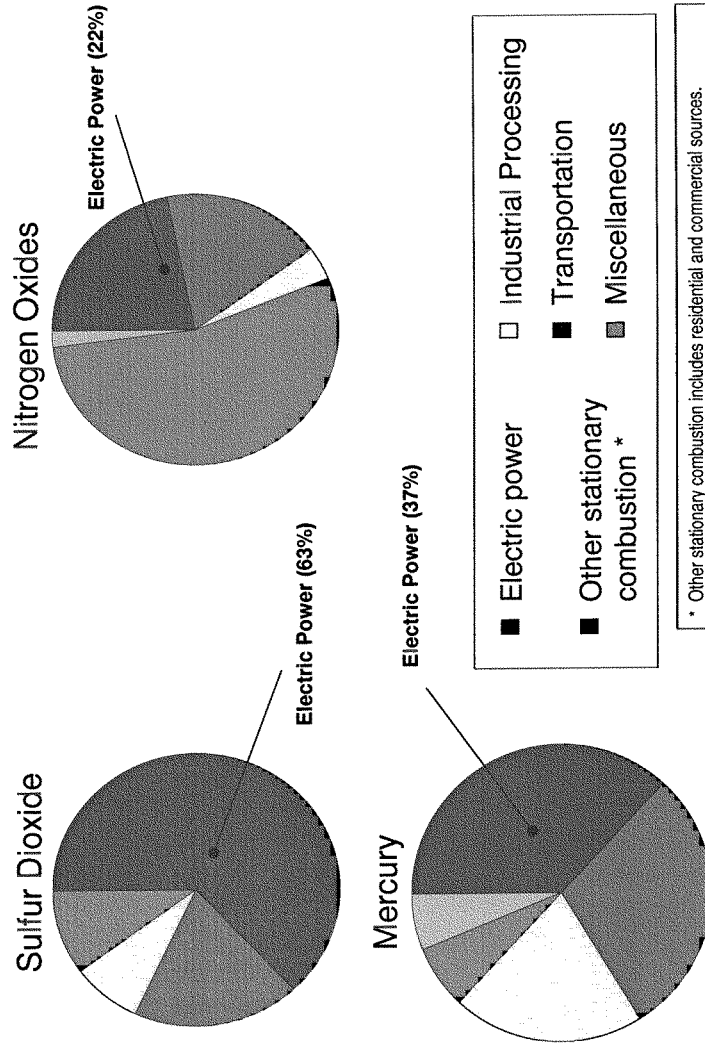 Sulfur Dioxide
Electric Power (63%)
Nitrogen Oxides
Electric Power (22%)
Mercury
Electric Power (37%)
Electric power
Industrial Processing
Other stationary
combustion *
Transportation
Miscellaneous
* Other stationary combustion includes residential and commercial sources.